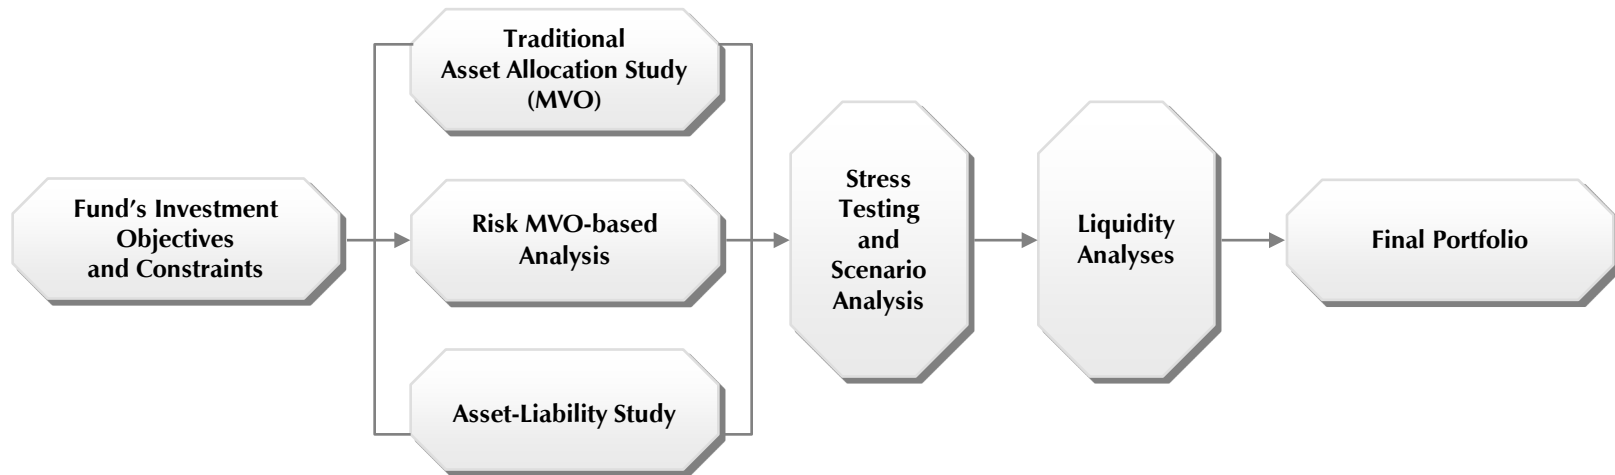 Fund's Investment
Objectives
and Constraints
Traditional
Asset Allocation Study
(MVO)
Risk MVO-based
Analysis
Asset-Liability Study
Stress
Testing
and
Scenario
Analysis
Liquidity
Analyses
Final Portfolio